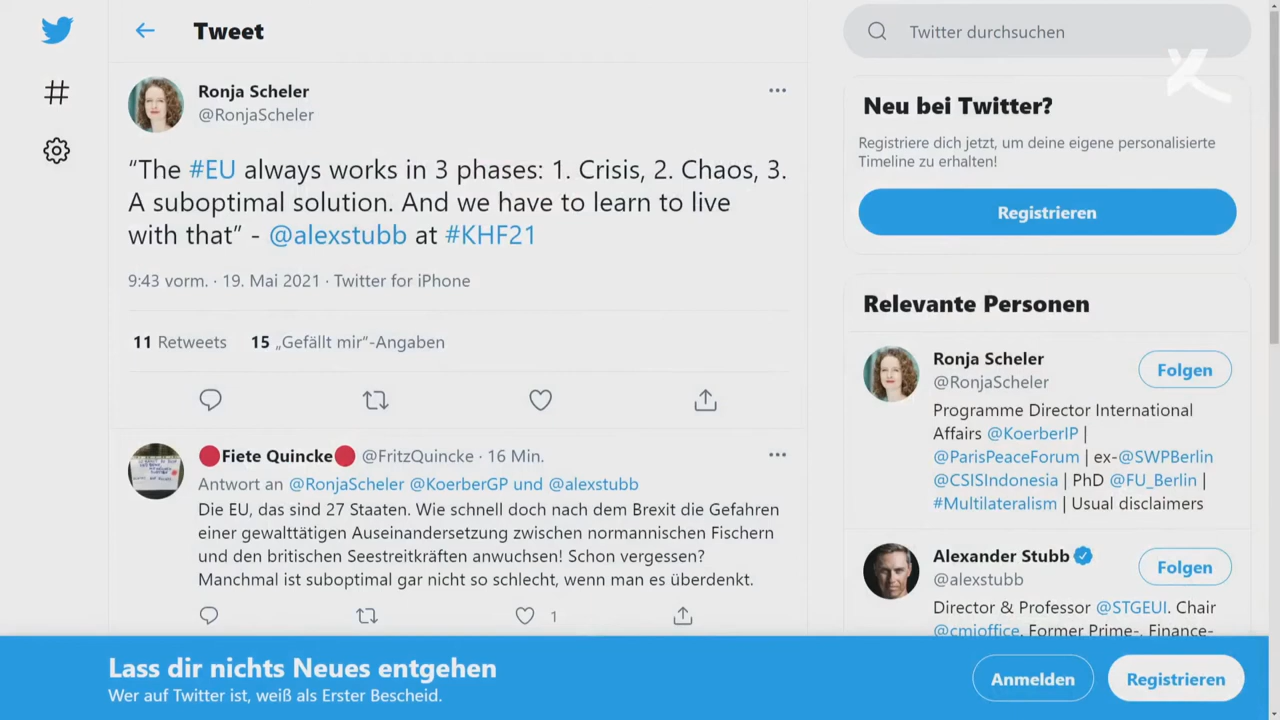 Tweet
Ronja Scheler
@RonjaScheler
“The #EU always works in 3 phases: 1. Crisis, 2. Chaos, 3.
A suboptimal solution. And we have to learn to live
with that” - @alexstubb at #KHF21
9:43 vorm. · 19. Mai 2021 · Twitter for iPhone
11 Retweets 15 „Gefällt mir“-Angaben
Fiete Quincke @FritzQuincke · 16 Min.
Antwort an @RonjaScheler @KoerberGP und @alexstubb
Die EU, das sind 27 Staaten. Wie schnell doch nach dem Brexit die Gefahren
einer gewalttätigen Auseinandersetzung zwischen normannischen Fischern
und den britischen Seestreitkräften anwuchsen! Schon vergessen?
Manchmal ist suboptimal gar nicht so schlecht, wenn man es überdenkt.
1
Twitter durchsuchen
Neu bei Twitter?
Registriere dich jetzt, um deine eigene personalisierte
Timeline zu erhalten!
Registrieren
Relevante Personen
Ronja Scheler
@RonjaScheler
Folgen
Programme Director International
Affairs @KoerberIP |
@ParisPeaceForum | ex-@SWPBerlin
@CSISIndonesia | PhD @FU_Berlin |
#Multilateralism | Usual disclaimers
Alexander Stubb
@alexstubb
Folgen
Director & Professor @STGEUI. Chair
@cmioffice. Former Prime-, Finance-
Lass dir nichts Neues entgehen
Wer auf Twitter ist, weiß als Erster Bescheid.
Anmelden
Registrieren